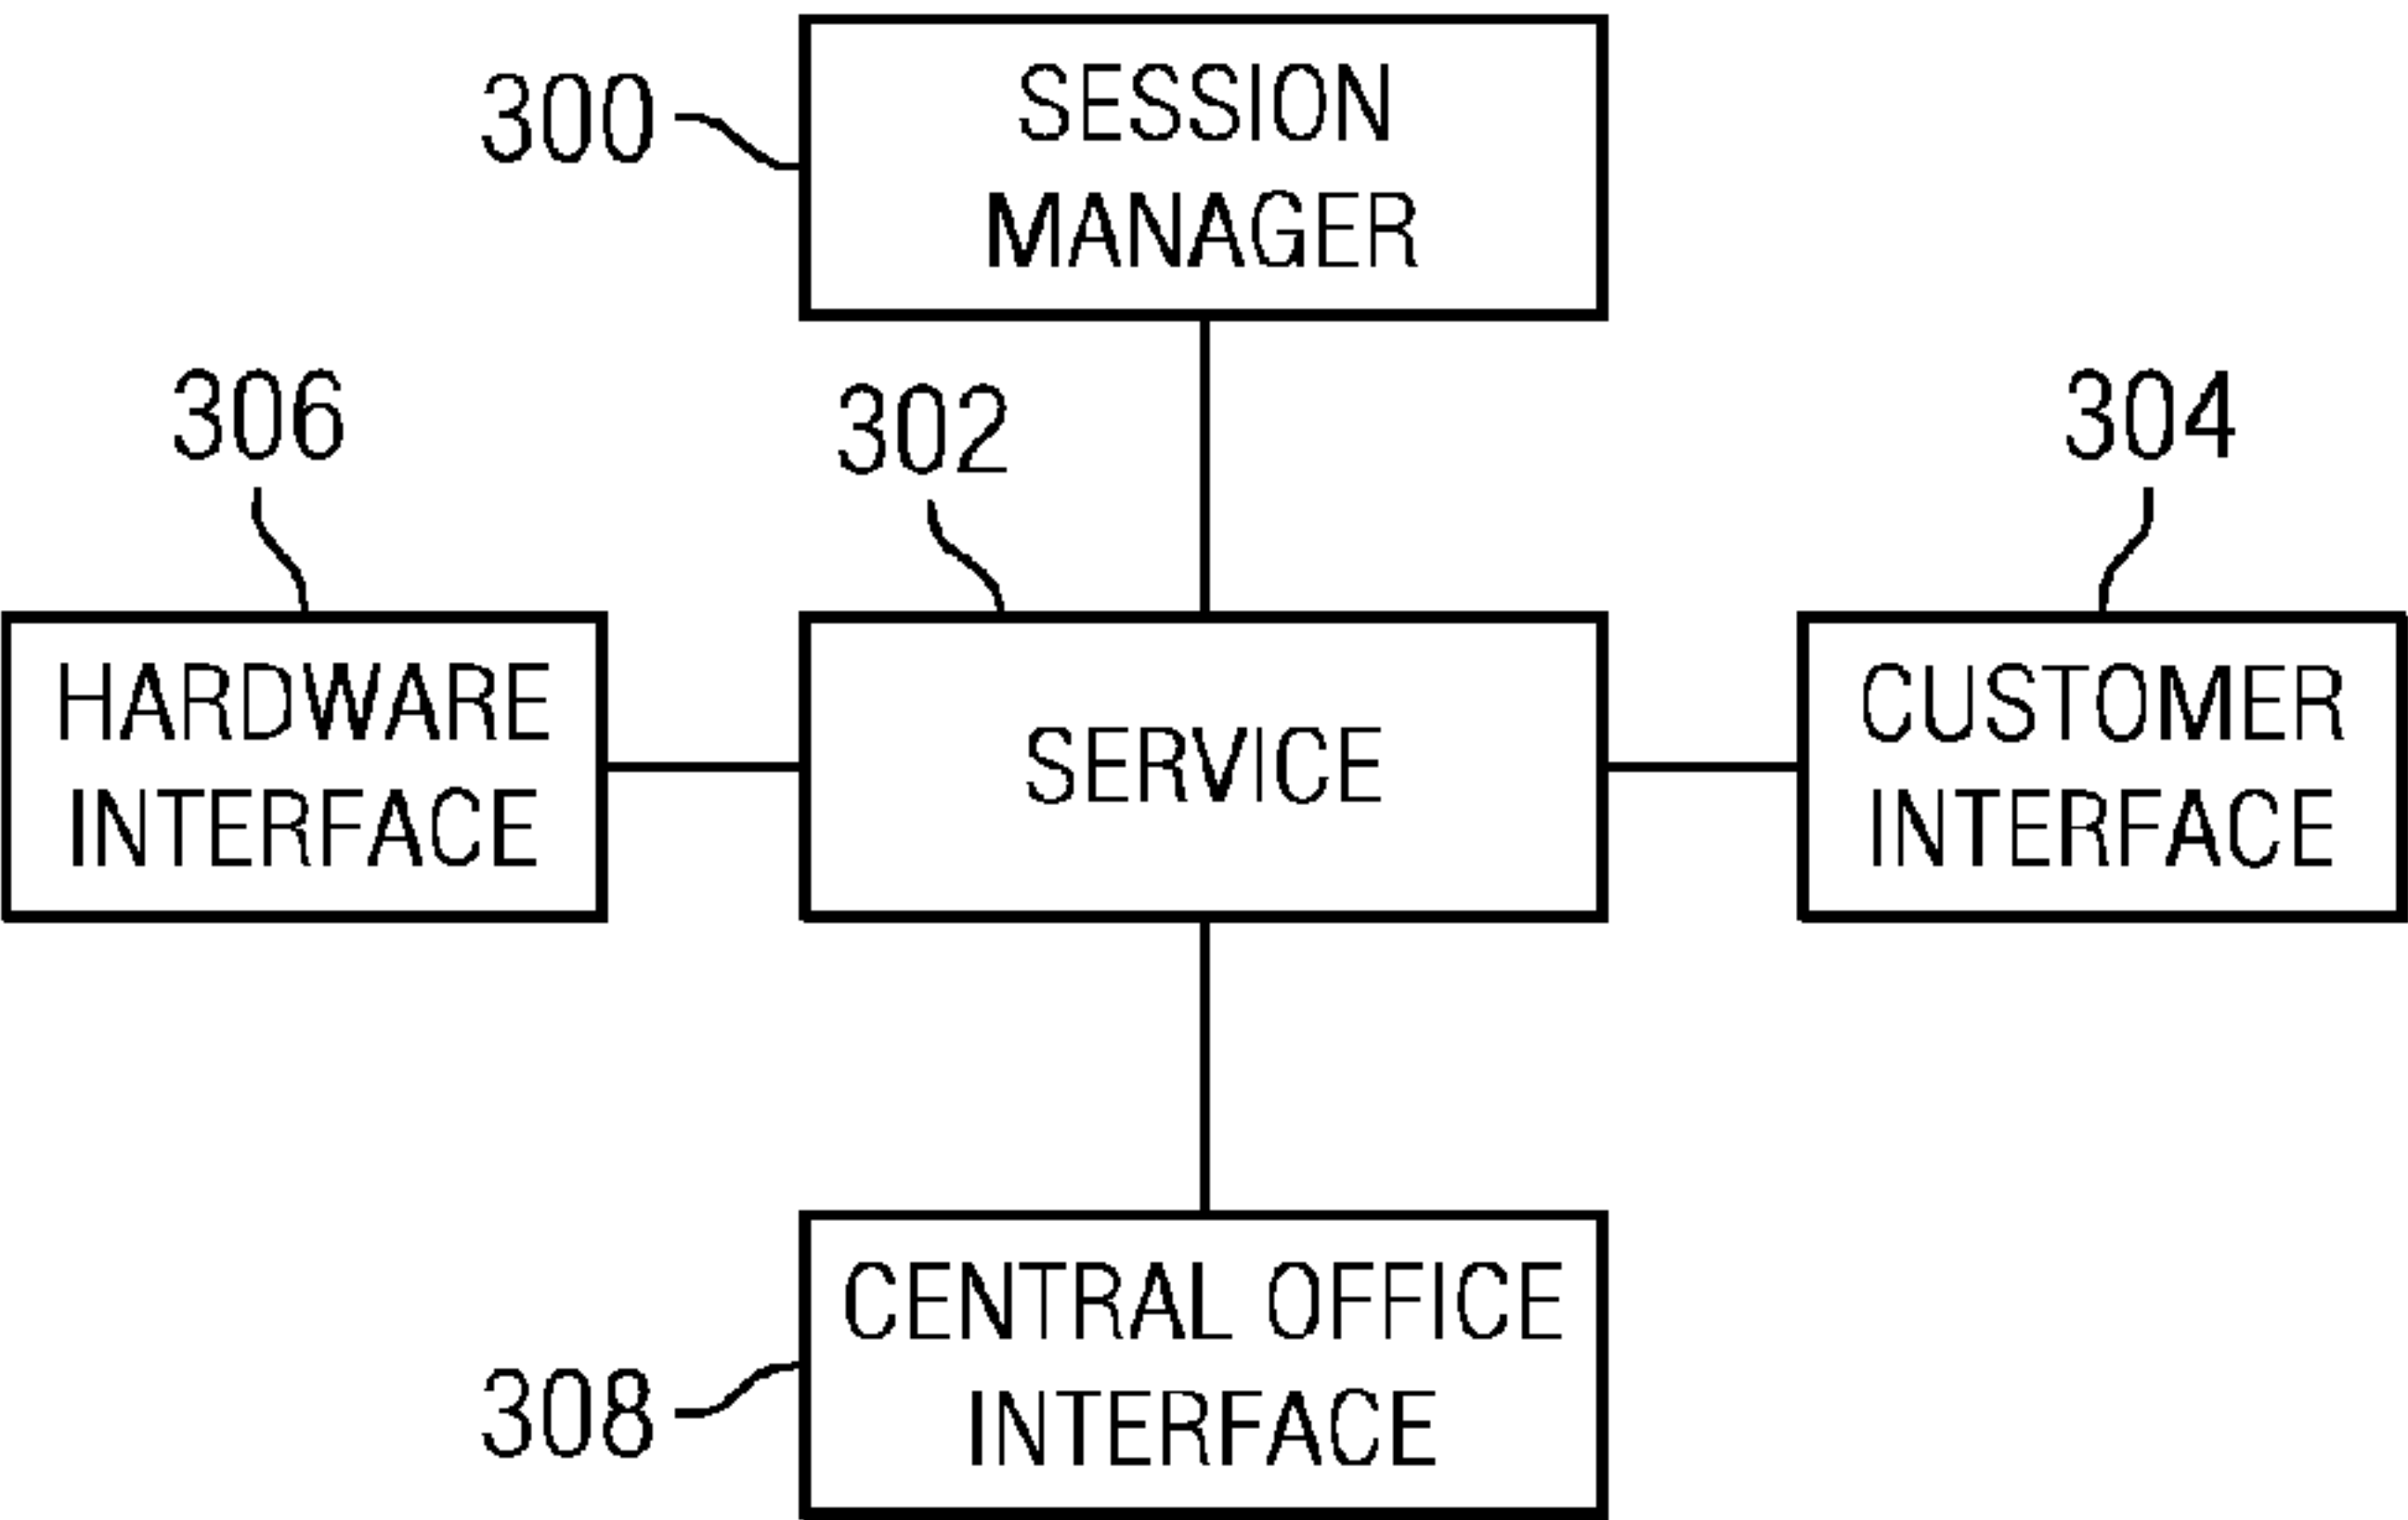 300
SESSION
MANAGER
306
302
304
HARDWARE
INTERFACE
SERVICE
CUSTOMER
INTERFACE
308
CENTRAL OFFICE
INTERFACE